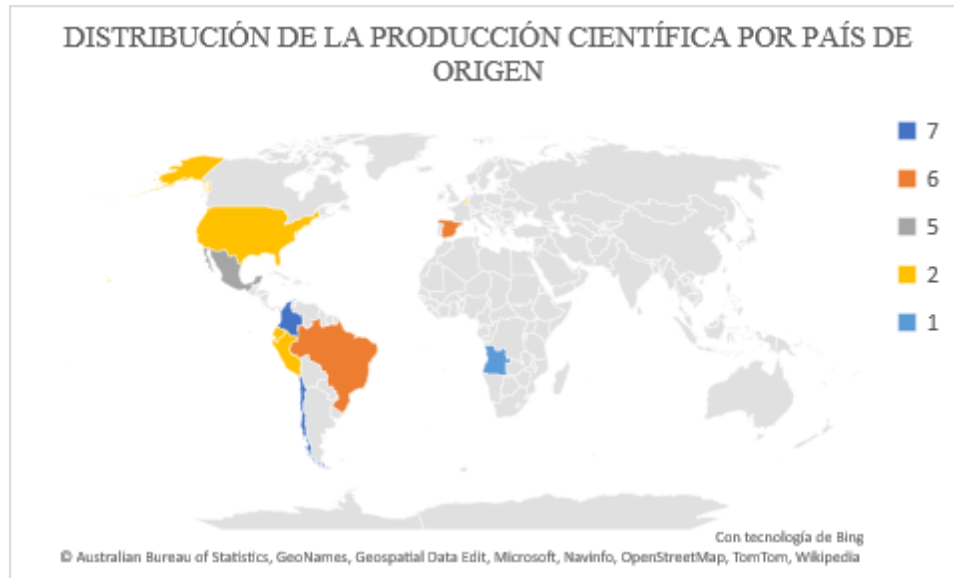 DISTRIBUCIÓN DE LA PRODUCCIÓN CIENTÍFICA POR PAÍS DE
ORIGEN
7
6
5
2
1
Con tecnología de Bing
© Australian Bureau of Statistics, GeoNames, Geospatial Data Edit, Microsoft, Navinfo, OpenStreetMap, TomTom, Wikipedia